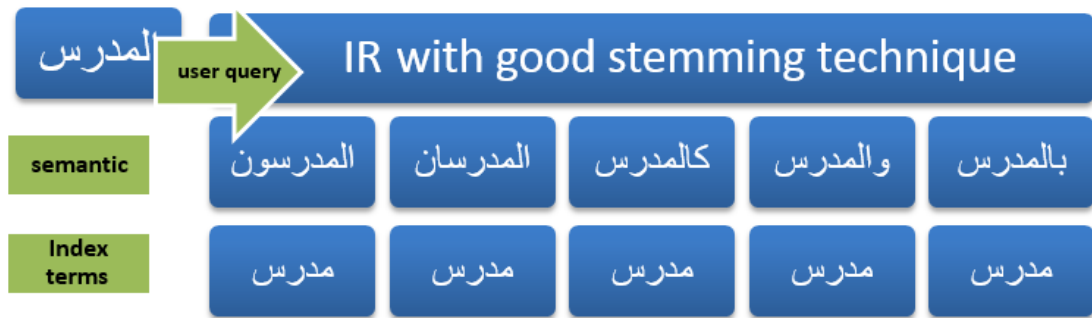 المدرس
user query
IR with good stemming technique
semantic
المدرسون
المدرسان
كالمدرس
والمدرس
بالمدرس
Index
terms
مدرس
مدرس
مدرس
مدرس
مدرس